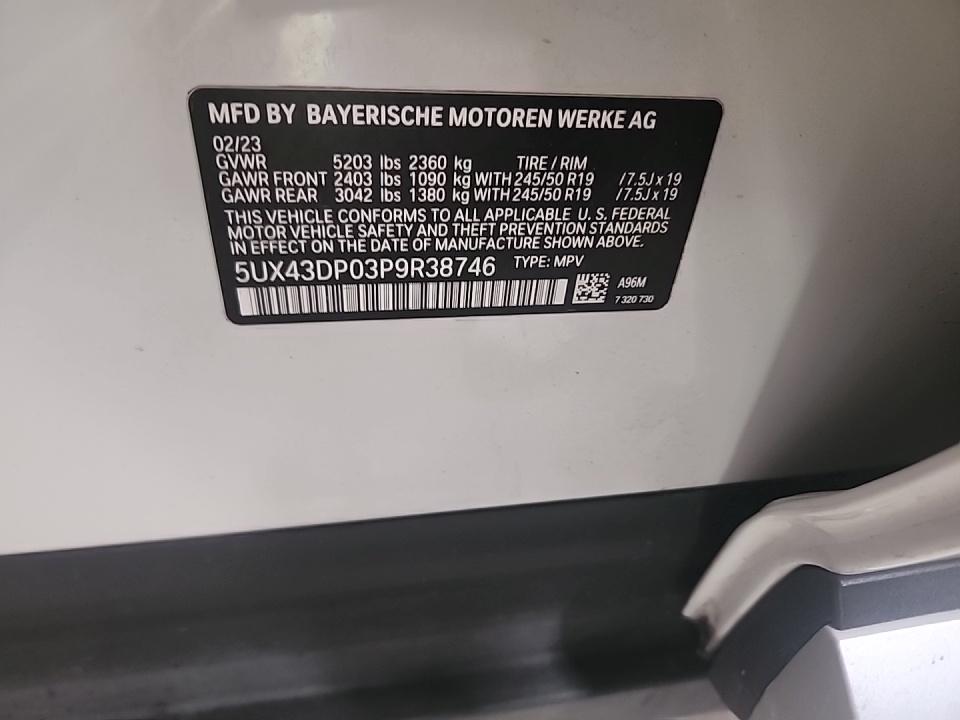 MFD BY BAYERISCHE MOTOREN WERKE AG
02/23
GVWR 5203 lbs 2360 kg TIRE / RIM
GAWR FRONT 2403 lbs 1090 kg WITH 245/50 R19 / 7.5J x 19
GAWR REAR 3042 lbs 1380 kg WITH 245/50 R19 / 7.5J x 19
THIS VEHICLE CONFORMS TO ALL APPLICABLE U. S. FEDERAL
MOTOR VEHICLE SAFETY AND THEFT PREVENTION STANDARDS
IN EFFECT ON THE DATE OF MANUFACTURE SHOWN ABOVE.
5UX43DP03P9R38746 TYPE: MPV
A96M
7 320 730